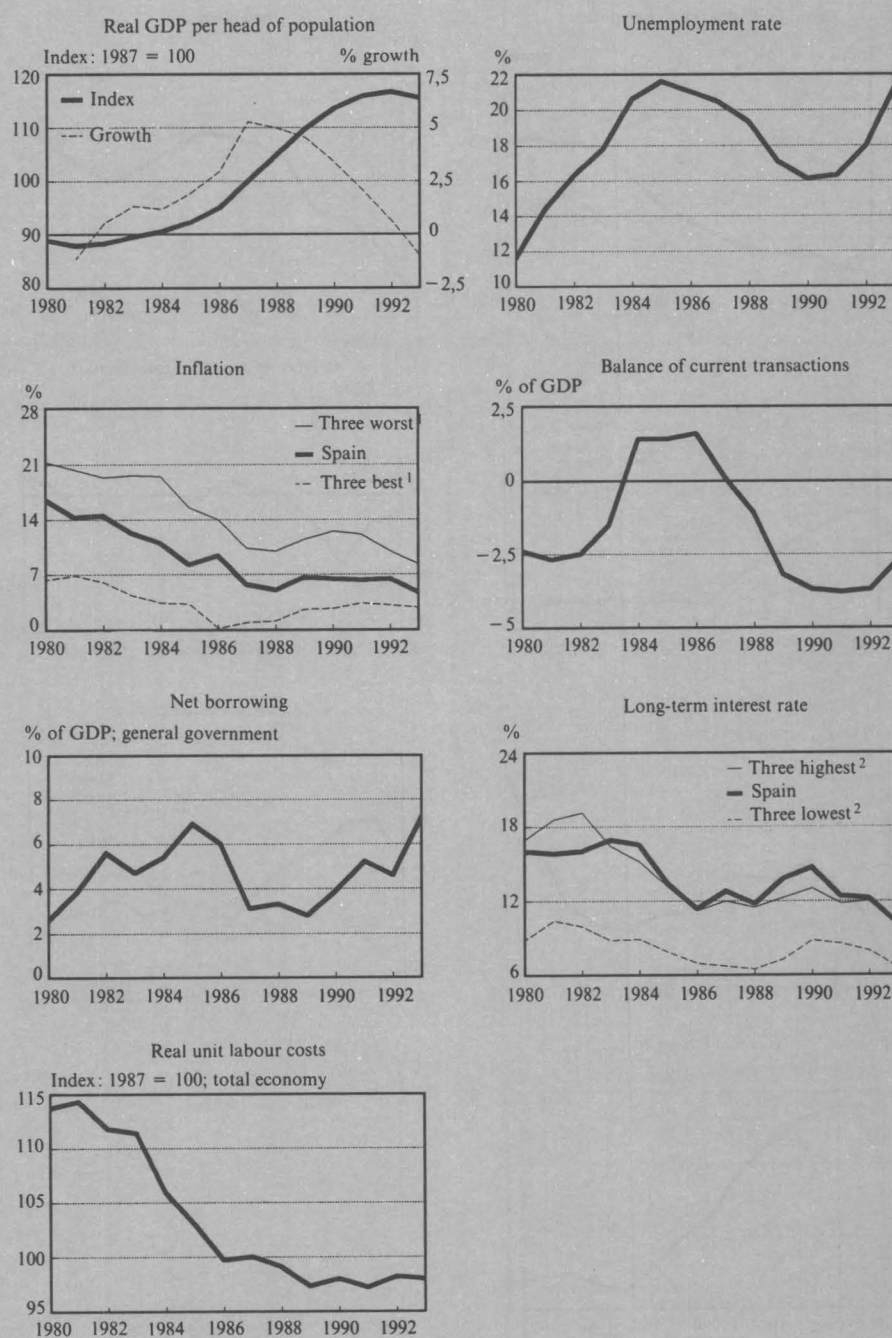 Real GDP per head of population
Index: 1987 = 100 % growth
120 7,5
Index
110 5
Growth
100 2,5
90 0
80 −2,5
1980 1982 1984 1986 1988 1990 1992
Unemployment rate
%
22
20
18
16
14
12
10
1980 1982 1984 1986 1988 1990 1992
Inflation
%
28
Three worst¹
21
Spain
Three best¹
14
7
0
1980 1982 1984 1986 1988 1990 1992
Balance of current transactions
% of GDP
2,5
0
−2,5
−5
1980 1982 1984 1986 1988 1990 1992
Net borrowing
% of GDP; general government
10
8
6
4
2
0
1980 1982 1984 1986 1988 1990 1992
Long-term interest rate
%
24
Three highest²
Spain
18
Three lowest²
12
6
1980 1982 1984 1986 1988 1990 1992
Real unit labour costs
Index: 1987 = 100; total economy
115
110
105
100
95
1980 1982 1984 1986 1988 1990 1992